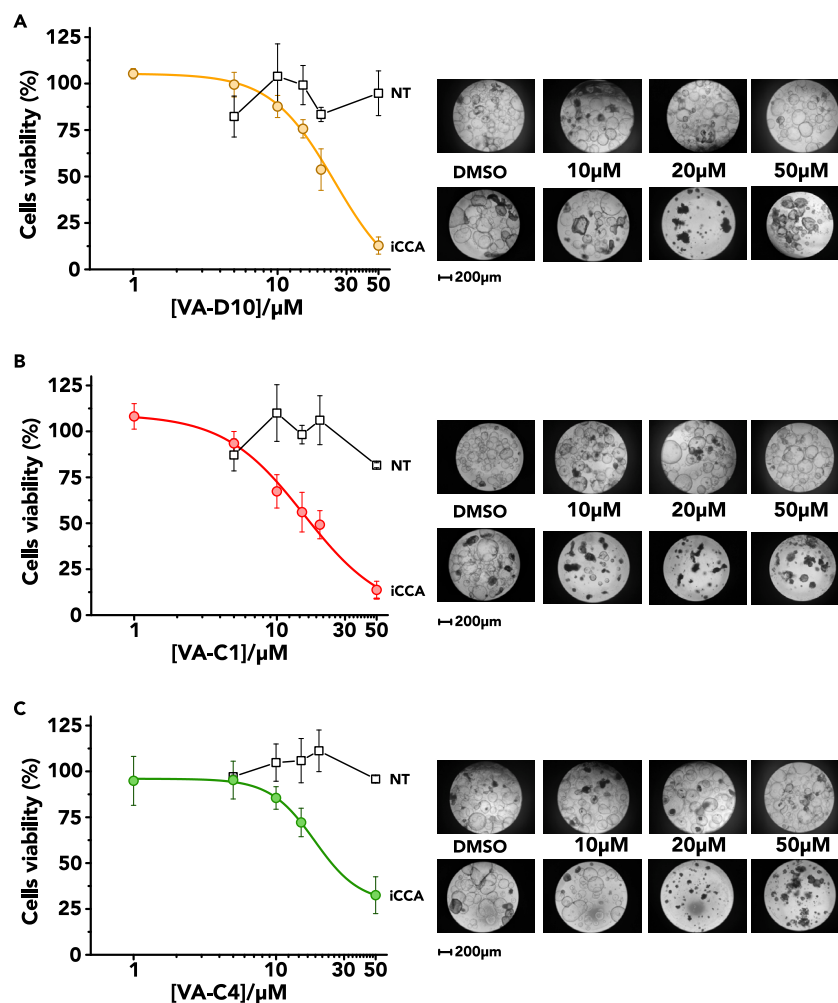 A
125
100
75
50
25
0
Cells viability (%)
NT
iCCA
1
10
30
50
[VA-D10]/µM
DMSO
10µM
20µM
50µM
200µm
B
125
100
75
50
25
0
Cells viability (%)
NT
iCCA
1
10
30
50
[VA-C1]/µM
DMSO
10µM
20µM
50µM
200µm
C
125
100
75
50
25
0
Cells viability (%)
NT
iCCA
1
10
30
50
[VA-C4]/µM
DMSO
10µM
20µM
50µM
200µm